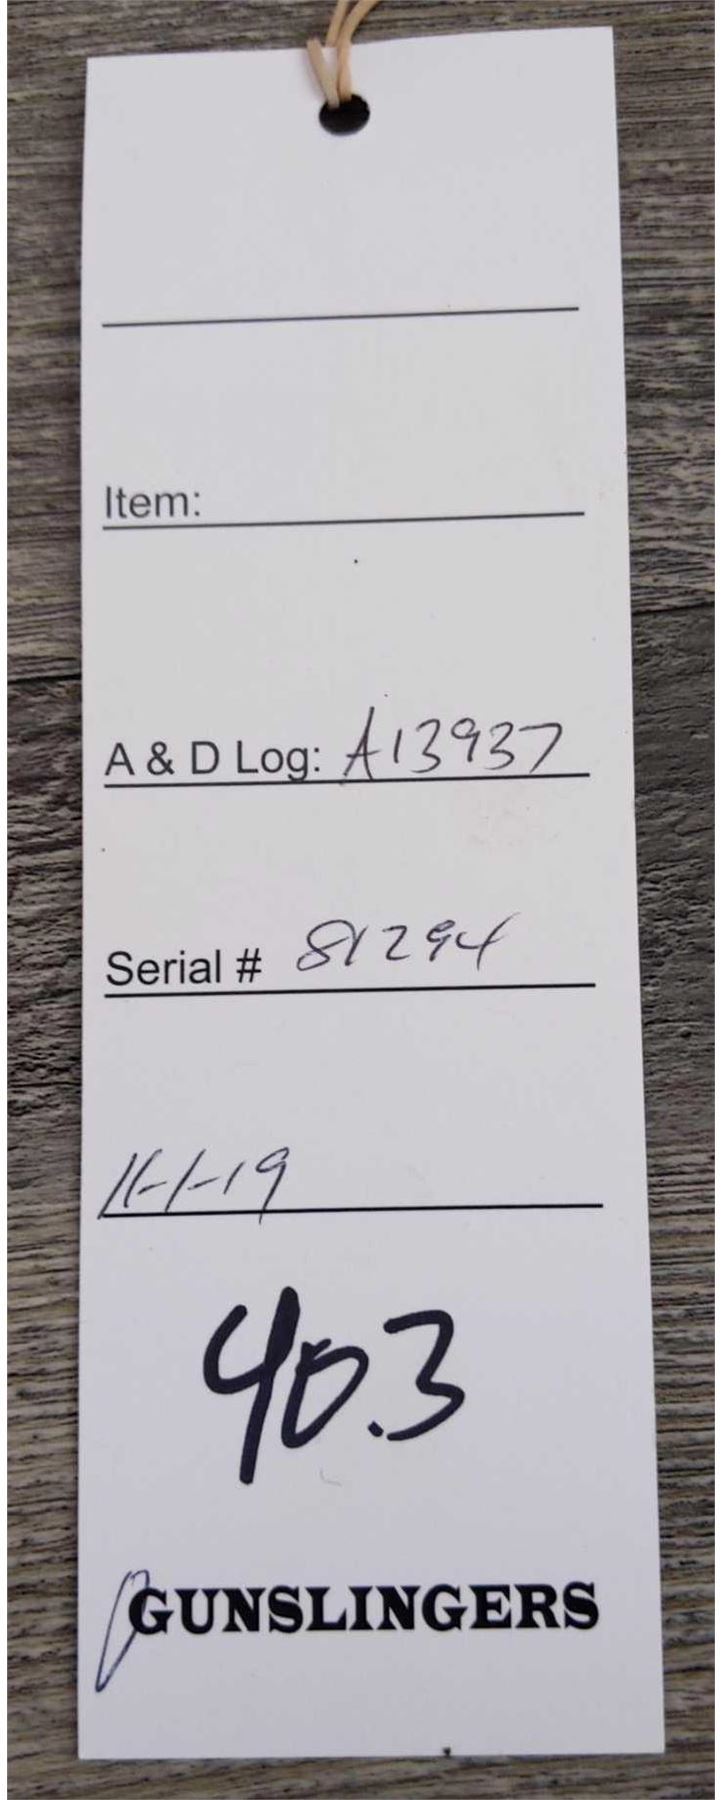 Item:
A & D Log: A13937
Serial # 81294
11-1-19
40.3
GUNSLINGERS